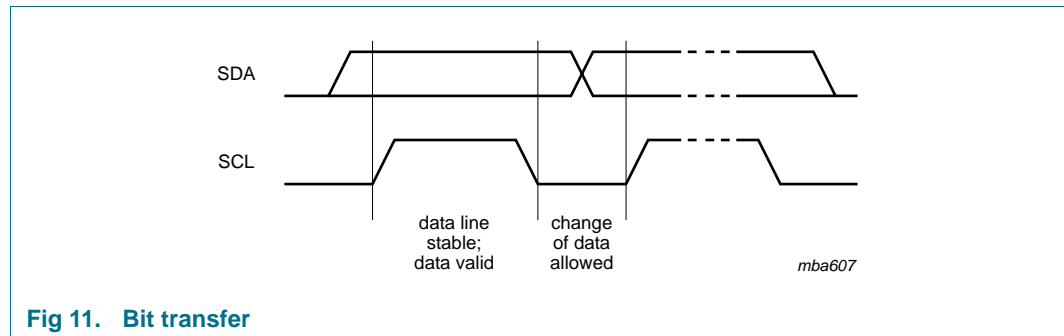 SDA
SCL
data line
stable;
data valid
change
of data
allowed
mba607
Fig 11. Bit transfer